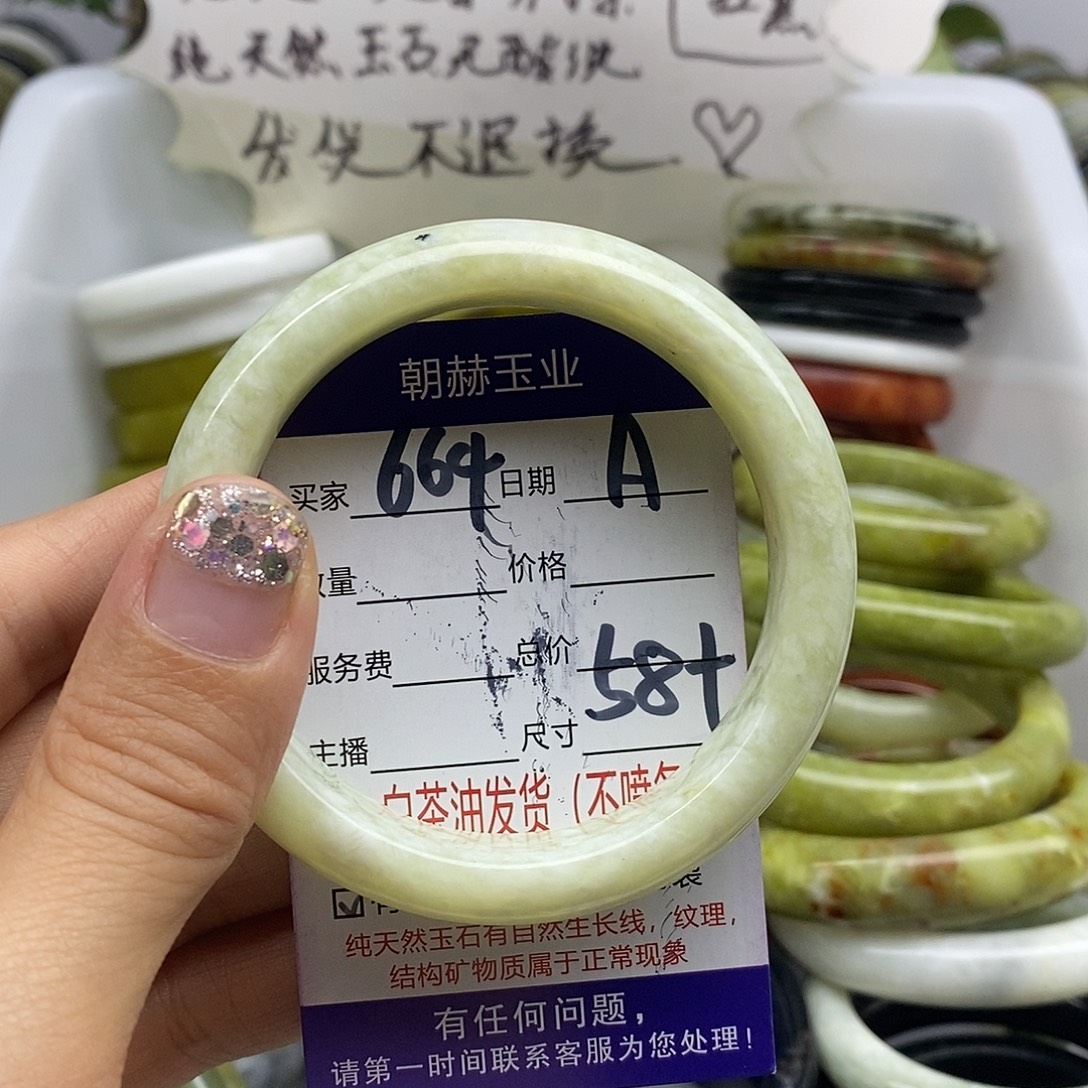 纯天然玉石无酸洗
发货不退换
朝赫玉业
买家 664 日期 A
量 价格
服务费 总价
58+
主播 尺寸
白茶油发货(不喷
纯天然玉石有自然生长线,纹理,
结构矿物质属于正常现象
有任何问题,
请第一时间联系客服为您处理!